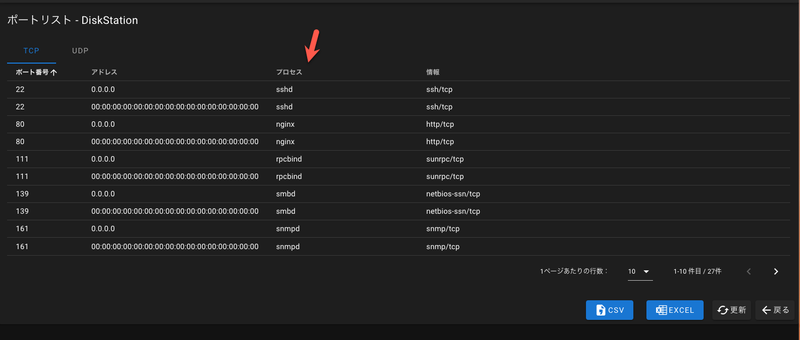 ポートリスト - DiskStation
TCP UDP
ポート番号 アドレス プロセス 情報
22 0.0.0.0 sshd ssh/tcp
22 00:00:00:00:00:00:00:00:00:00:00:00:00:00:00:00 sshd ssh/tcp
80 0.0.0.0 nginx http/tcp
80 00:00:00:00:00:00:00:00:00:00:00:00:00:00:00:00 nginx http/tcp
111 0.0.0.0 rpcbind sunrpc/tcp
111 00:00:00:00:00:00:00:00:00:00:00:00:00:00:00:00 rpcbind sunrpc/tcp
139 0.0.0.0 smbd netbios-ssn/tcp
139 00:00:00:00:00:00:00:00:00:00:00:00:00:00:00:00 smbd netbios-ssn/tcp
161 0.0.0.0 snmpd snmp/tcp
161 00:00:00:00:00:00:00:00:00:00:00:00:00:00:00:00 snmpd snmp/tcp
1ページあたりの行数： 10 1-10 件目 / 27件
CSV EXCEL 更新 戻る